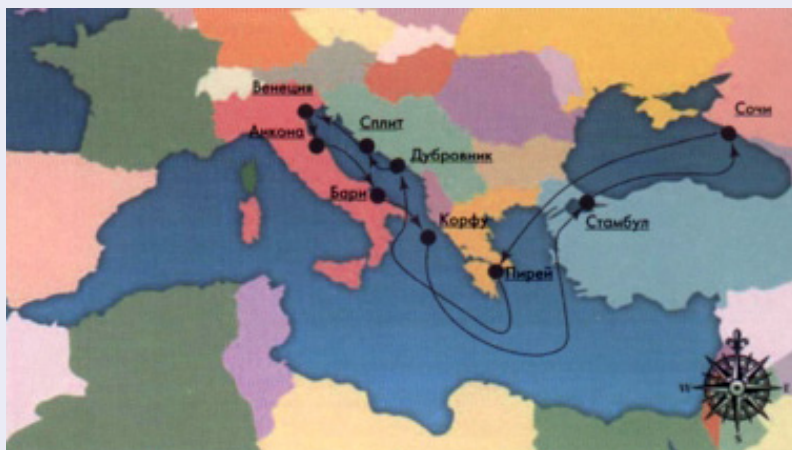 Венеция
Сочи
Сплит
Анкона
Дубровник
Бари
Корфу
Стамбул
Пирей
W
E
S